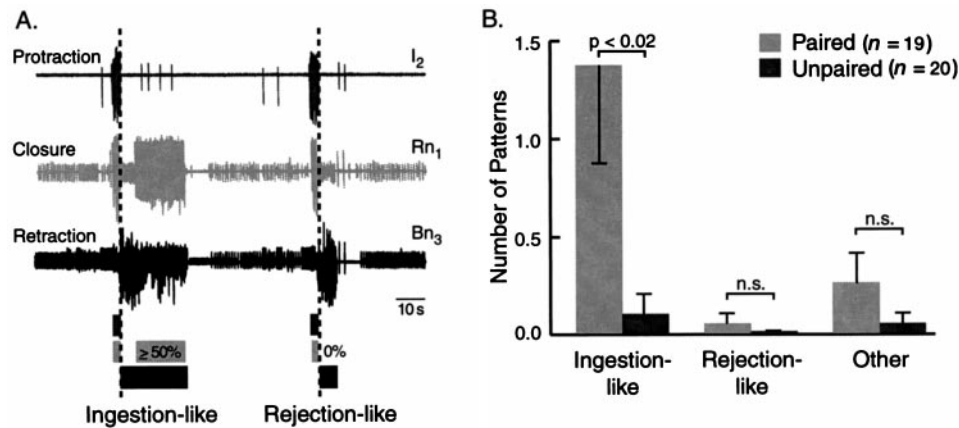 A.
Protraction
I2
Closure
Rn1
Retraction
Bn3
10 s
≥ 50%
0%
Ingestion-like
Rejection-like
B.
Number of Patterns
1.5
1.0
0.5
0.0
p < 0.02
n.s.
n.s.
Paired (n = 19)
Unpaired (n = 20)
Ingestion-
like
Rejection-
like
Other